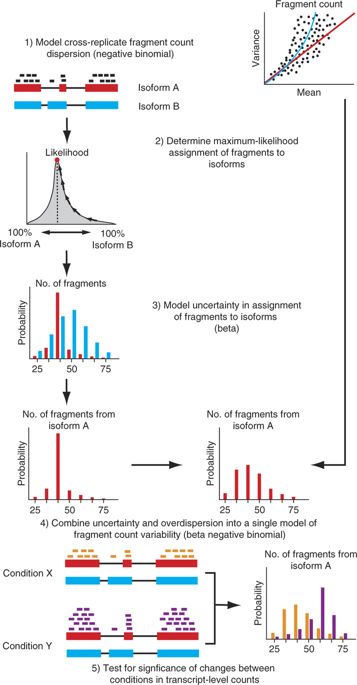 Fragment count
Variance
Mean
1) Model cross-replicate fragment count
dispersion (negative binomial)
Isoform A
Isoform B
2) Determine maximum-likelihood
assignment of fragments to
isoforms
Likelihood
100%
Isoform A
100%
Isoform B
No. of fragments
Probability
25 50 75
3) Model uncertainty in assignment
of fragments to isoforms
(beta)
No. of fragments from
isoform A
Probability
25 50 75
No. of fragments from
isoform A
Probability
25 50 75
4) Combine uncertainty and overdispersion into a single model of
fragment count variability (beta negative binomial)
Condition X
Condition Y
No. of fragments from
isoform A
Probability
25 50 75
5) Test for signficance of changes between
conditions in transcript-level counts